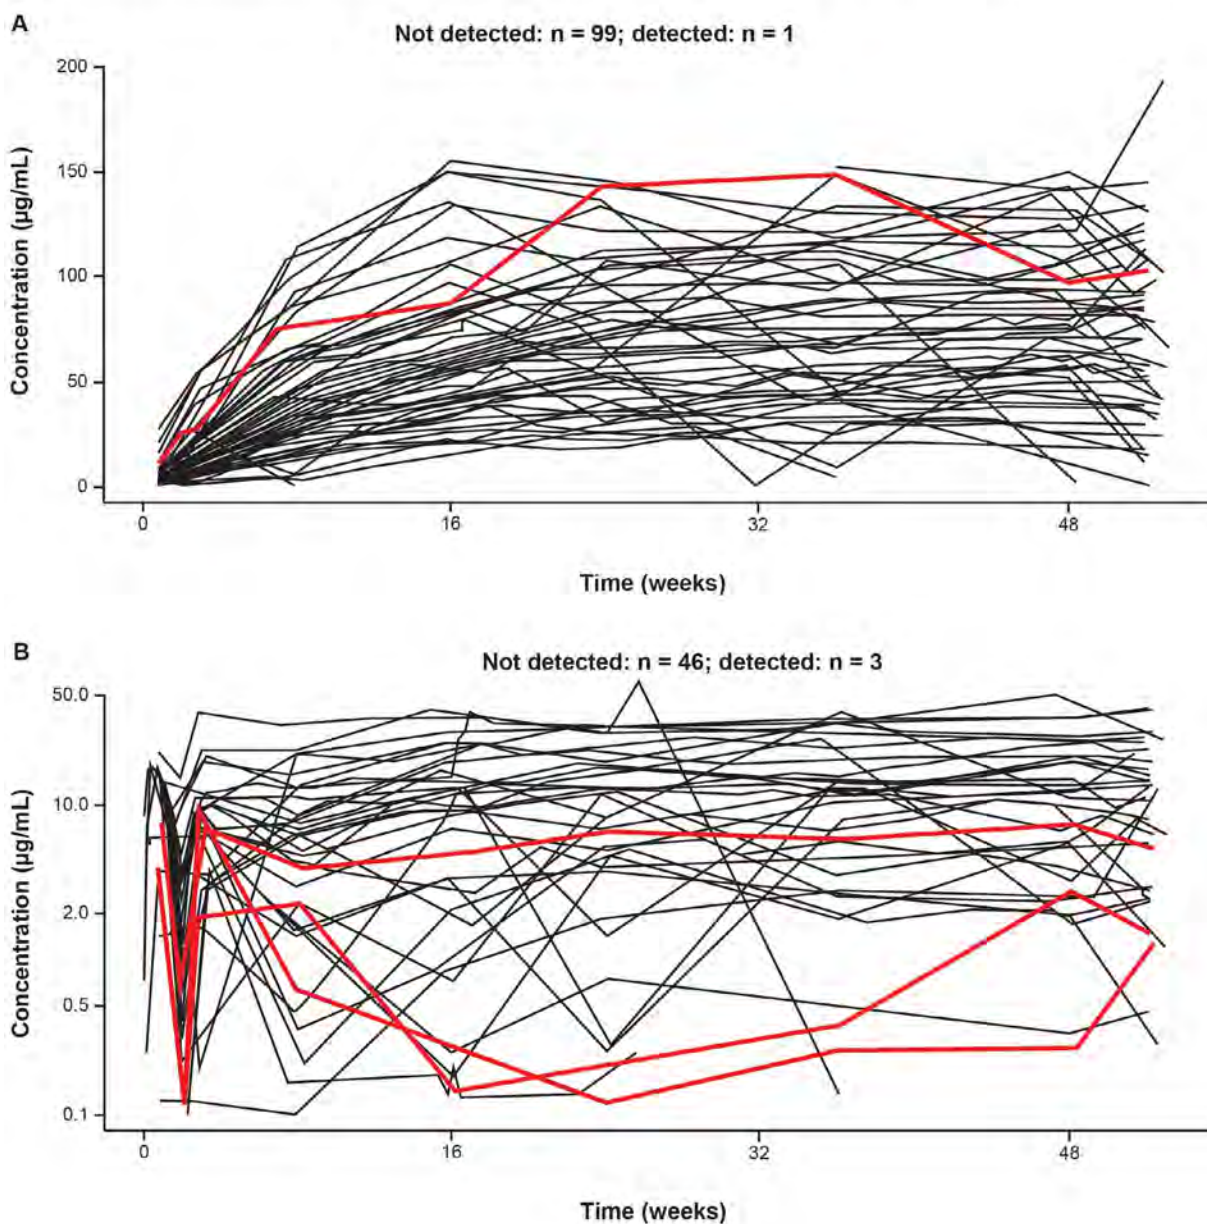 A
Not detected: n = 99; detected: n = 1
200
150
100
50
0
Concentration (µg/mL)
0 16 32 48
Time (weeks)
B
Not detected: n = 46; detected: n = 3
50.0
10.0
2.0
0.5
0.1
Concentration (µg/mL)
0 16 32 48
Time (weeks)